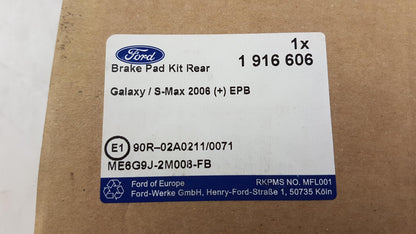 Ford
1x
1 916 606
Brake Pad Kit Rear
Galaxy / S-Max 2006 (+) EPB
E1 90R-02A0211/0071
ME6G9J-2M008-FB
Ford of Europe RKPMS NO. MFL001
Ford-Werke GmbH, Henry-Ford-Straße, 50735 Köln